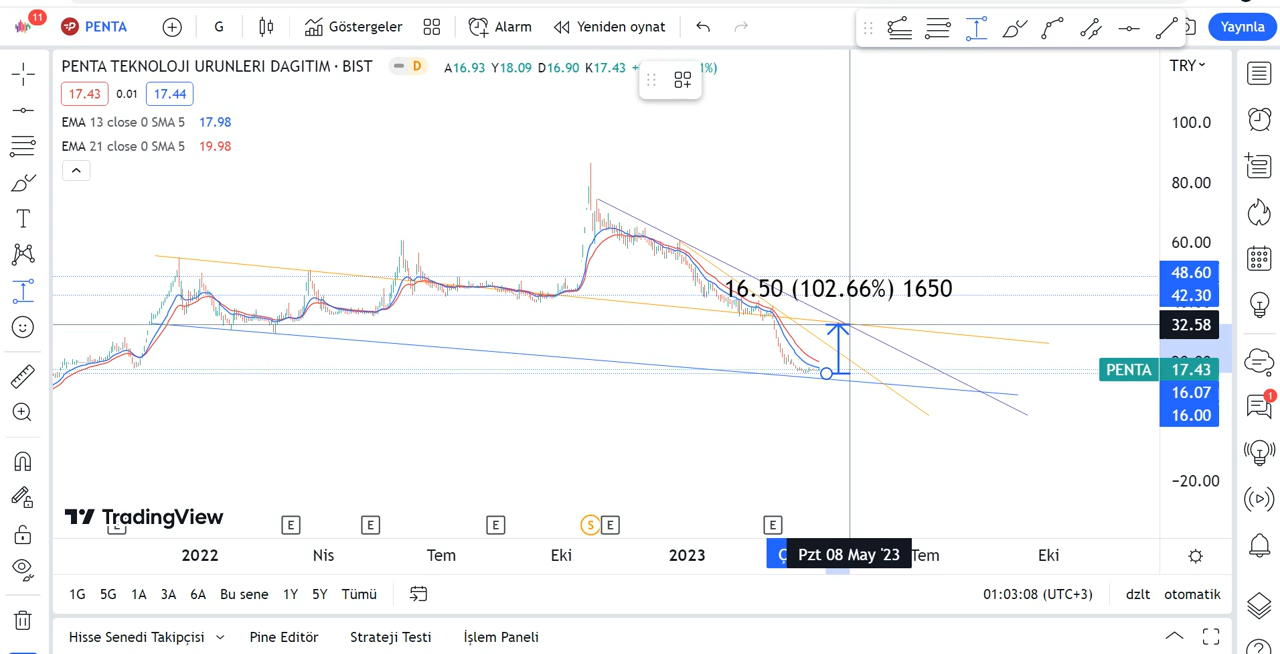 11
PENTA
G
Göstergeler
Alarm
Yeniden oynat
Yayınla
PENTA TEKNOLOJI URUNLERI DAGITIM · BIST
D
A16.93 Y18.09 D16.90 K17.43
%)
TRY
17.43
0.01
17.44
EMA 13 close 0 SMA 5 17.98
EMA 21 close 0 SMA 5 19.98
100.0
80.00
60.00
48.60
42.30
32.58
PENTA 17.43
16.07
16.00
−20.00
16.50 (102.66%) 1650
1
TradingView
E
E
E
S
E
E
2022
Nis
Tem
Eki
2023
Pzt 08 May '23
Tem
Eki
1G
5G
1A
3A
6A
Bu sene
1Y
5Y
Tümü
01:03:08 (UTC+3)
dzlt
otomatik
Hisse Senedi Takipçisi
Pine Editör
Strateji Testi
İşlem Paneli